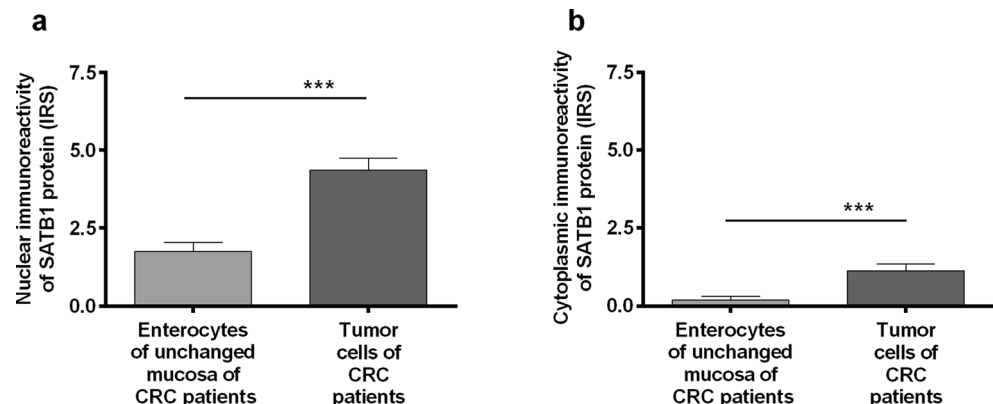 a
Nuclear immunoreactivity
of SATB1 protein (IRS)
7.5
5.0
2.5
0.0
***
Enterocytes
of unchanged
mucosa of
CRC patients
Tumor
cells of
CRC
patients
b
Cytoplasmic immunoreactivity
of SATB1 protein (IRS)
7.5
5.0
2.5
0.0
***
Enterocytes
of unchanged
mucosa of
CRC patients
Tumor
cells of
CRC
patients